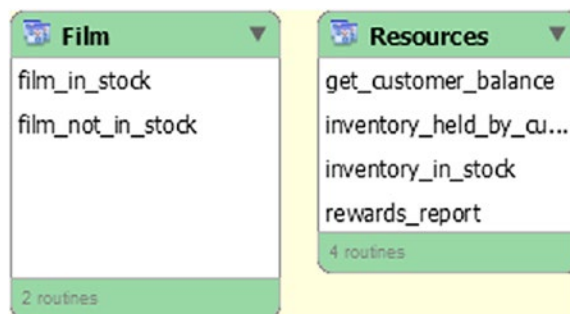 Film
film_in_stock
film_not_in_stock
2 routines
Resources
get_customer_balance
inventory_held_by_cu...
inventory_in_stock
rewards_report
4 routines